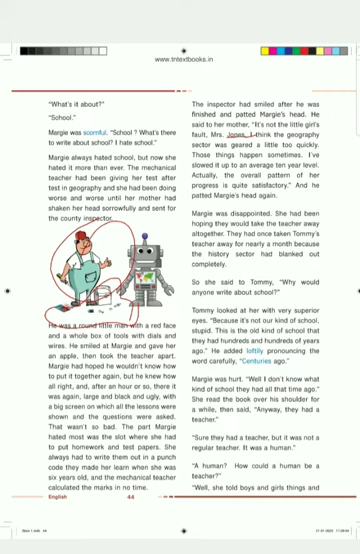 www.tntextbooks.in
"What's it about?"
"School."
Margie was scornful. "School ? What's there
to write about school? I hate school."
Margie always hated school, but now she
hated it more than ever. The mechanical
teacher had been giving her test after
test in geography and she had been doing
worse and worse until her mother had
shaken her head sorrowfully and sent for
the county inspector.
He was a round little man with a red face
and a whole box of tools with dials and
wires. He smiled at Margie and gave her
an apple, then took the teacher apart.
Margie had hoped he wouldn't know how
to put it together again, but he knew how
all right, and, after an hour or so, there it
was again, large and black and ugly, with
a big screen on which all the lessons were
shown and the questions were asked.
That wasn't so bad. The part Margie
hated most was the slot where she had
to put homework and test papers. She
always had to write them out in a punch
code they made her learn when she was
six years old, and the mechanical teacher
calculated the marks in no time.
The inspector had smiled after he was
finished and patted Margie's head. He
said to her mother, "It's not the little girl's
fault, Mrs. Jones, I think the geography
sector was geared a little too quickly.
Those things happen sometimes. I've
slowed it up to an average ten year level.
Actually, the overall pattern of her
progress is quite satisfactory." And he
patted Margie's head again.
Margie was disappointed. She had been
hoping they would take the teacher away
altogether. They had once taken Tommy's
teacher away for nearly a month because
the history sector had blanked out
completely.
So she said to Tommy, "Why would
anyone write about school?"
Tommy looked at her with very superior
eyes. "Because it's not our kind of school,
stupid. This is the old kind of school that
they had hundreds and hundreds of years
ago." He added loftily pronouncing the
word carefully, "Centuries ago."
Margie was hurt. "Well I don't know what
kind of school they had all that time ago."
She read the book over his shoulder for
a while, then said, "Anyway, they had a
teacher."
"Sure they had a teacher, but it was not a
regular teacher. It was a human."
"A human? How could a human be a
teacher?"
"Well, she told boys and girls things and
English
44